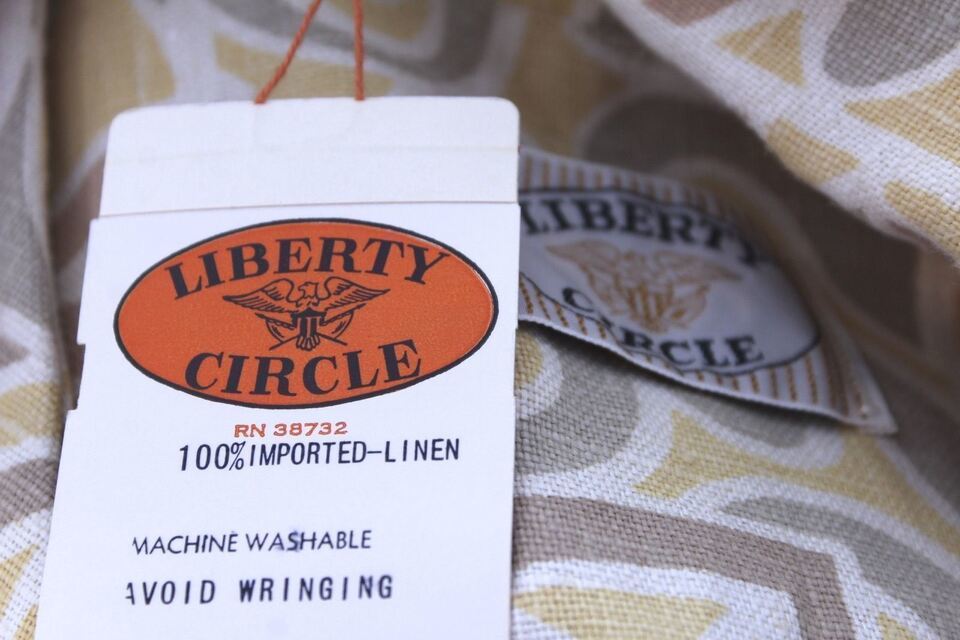 LIBERTY
CIRCLE
RN 38732
100% IMPORTED-LINEN
MACHINE WASHABLE
AVOID WRINGING
LIBERTY
CIRCLE